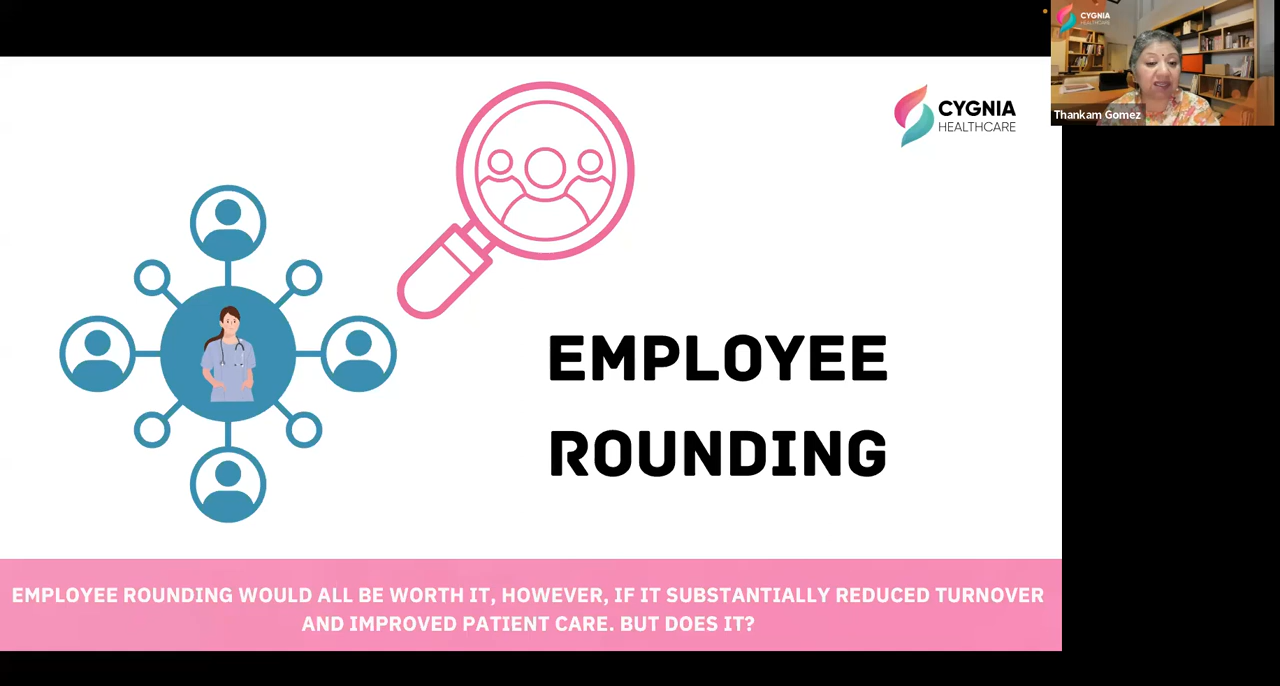 CYGNIA
HEALTHCARE
Thankam Gomez
CYGNIA
HEALTHCARE
EMPLOYEE
ROUNDING
EMPLOYEE ROUNDING WOULD ALL BE WORTH IT, HOWEVER, IF IT SUBSTANTIALLY REDUCED TURNOVER
AND IMPROVED PATIENT CARE. BUT DOES IT?